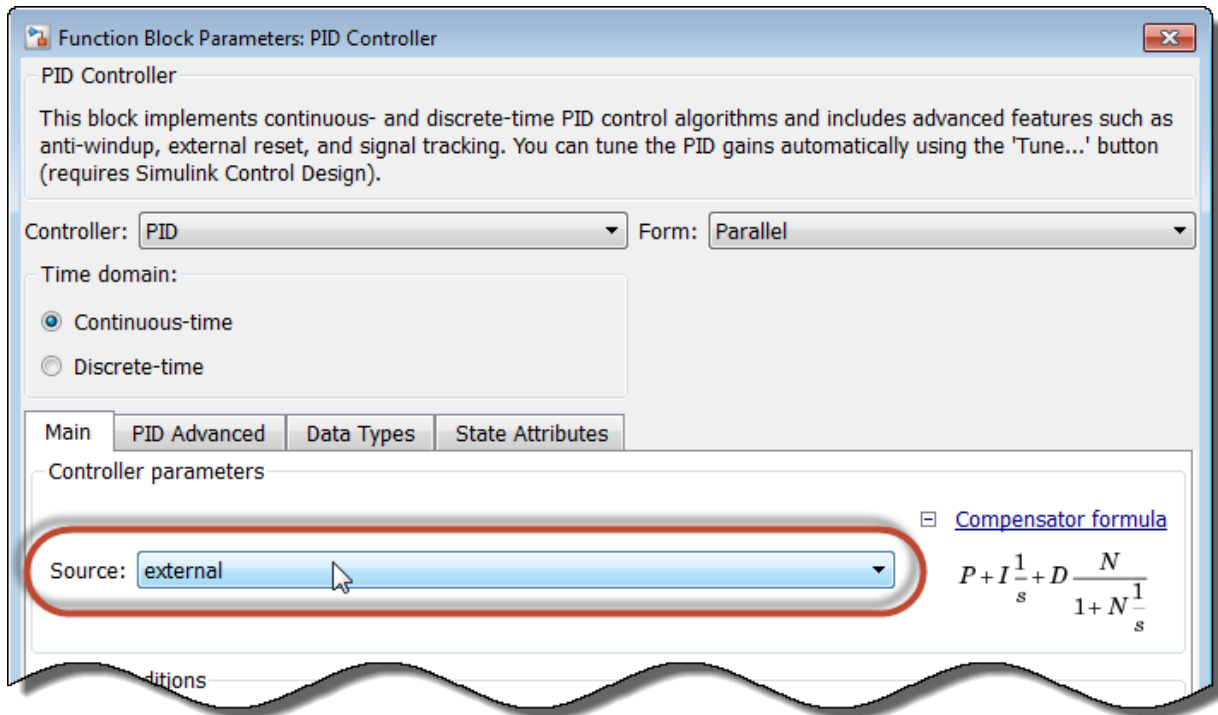 Function Block Parameters: PID Controller
PID Controller
This block implements continuous- and discrete-time PID control algorithms and includes advanced features such as
anti-windup, external reset, and signal tracking. You can tune the PID gains automatically using the 'Tune...' button
(requires Simulink Control Design).
Controller: PID Form: Parallel
Time domain:
Continuous-time
Discrete-time
Main PID Advanced Data Types State Attributes
Controller parameters
Compensator formula
Source: external
P + I 1/s + D N/(1 + N 1/s)